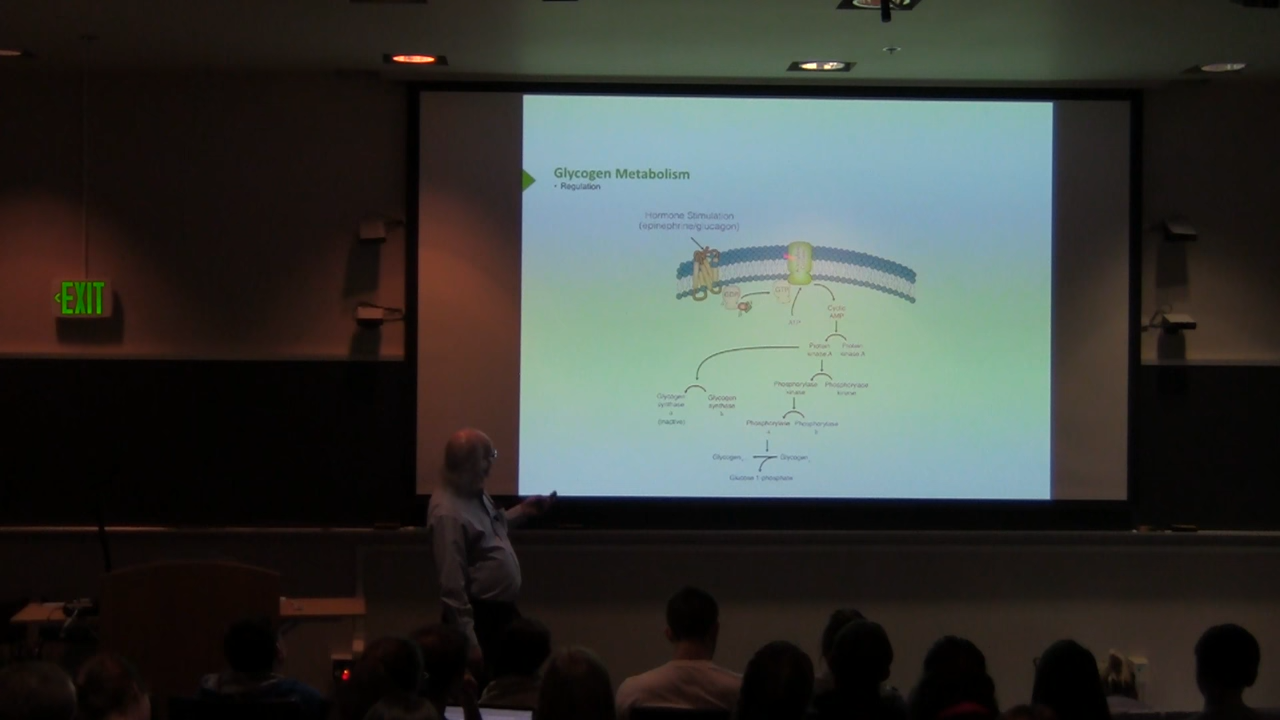 Glycogen Metabolism
• Regulation
Hormone Stimulation
(epinephrine/glucagon)
GTP
ATP
Cyclic
AMP
Protein Protein
kinase A kinase A
Glycogen Glycogen
synthase synthase
(inactive)
Phosphorylase Phosphorylase
kinase kinase
Phosphorylase Phosphorylase
Glycogen Glycogen
Glucose 1 phosphate
EXIT